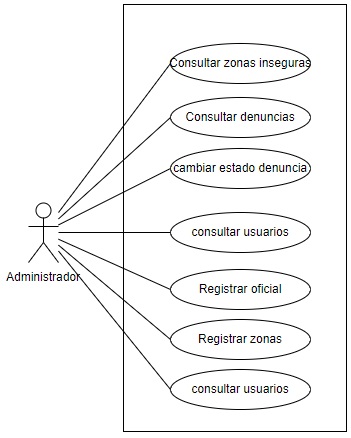 Consultar zonas inseguras
Consultar denuncias
cambiar estado denuncia
consultar usuarios
Administrador
Registrar oficial
Registrar zonas
consultar usuarios